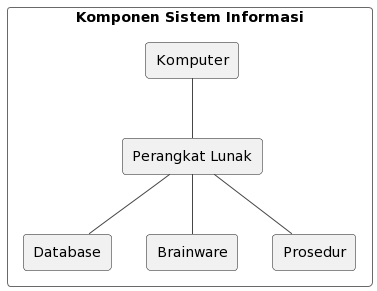 Komponen Sistem Informasi
Komputer
Perangkat Lunak
Database
Brainware
Prosedur